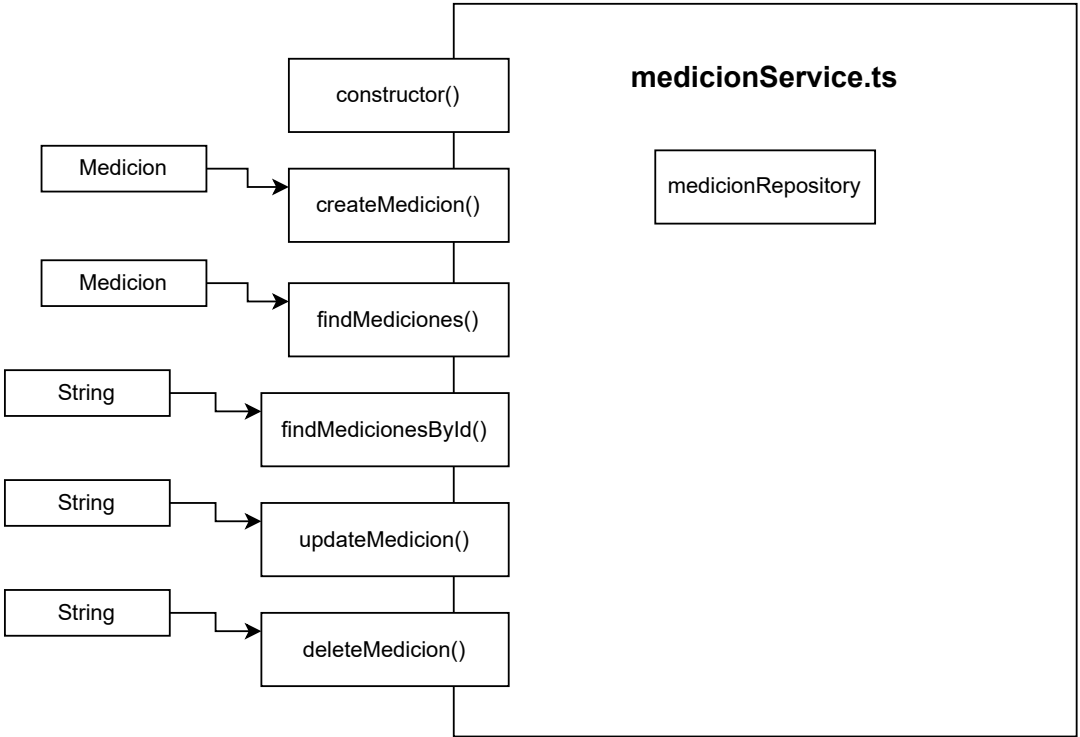 medicionService.ts
constructor()
medicionRepository
Medicion
createMedicion()
Medicion
findMediciones()
String
findMedicionesById()
String
updateMedicion()
String
deleteMedicion()